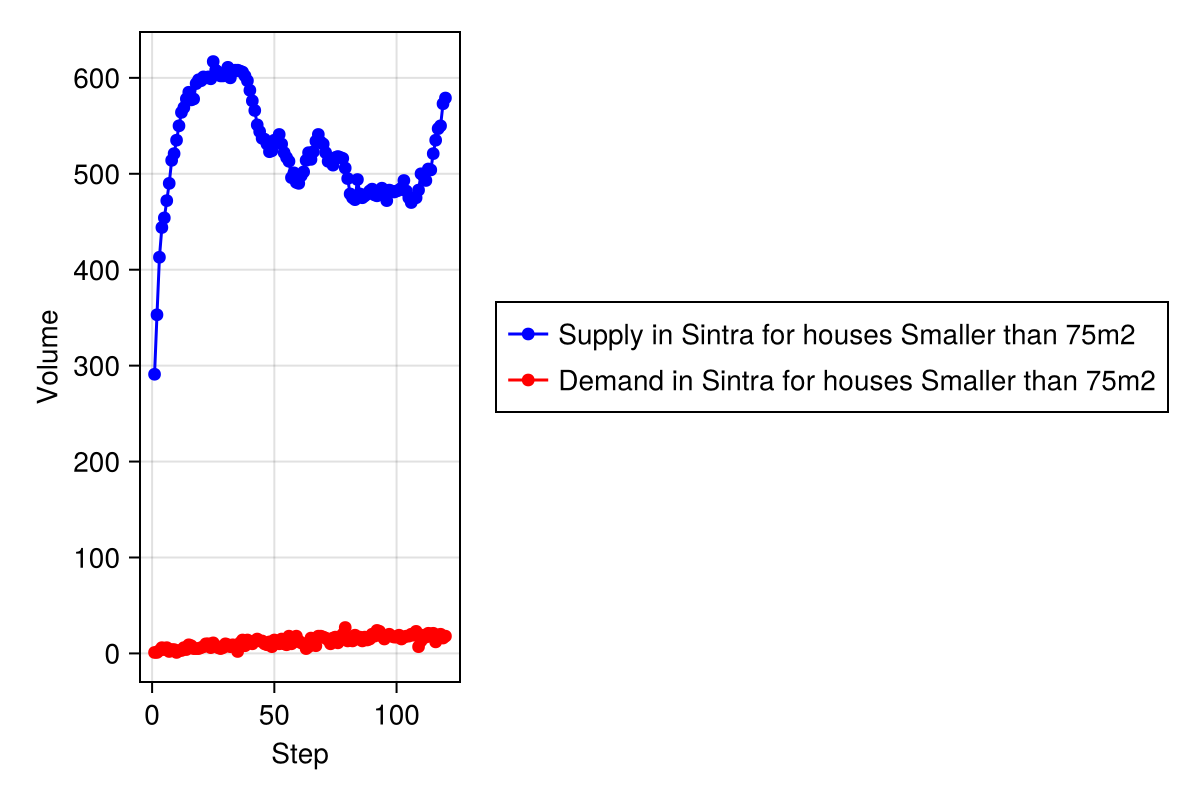 600
500
400
300
200
100
0
Volume
0 50 100
Step
Supply in Sintra for houses Smaller than 75m2
Demand in Sintra for houses Smaller than 75m2